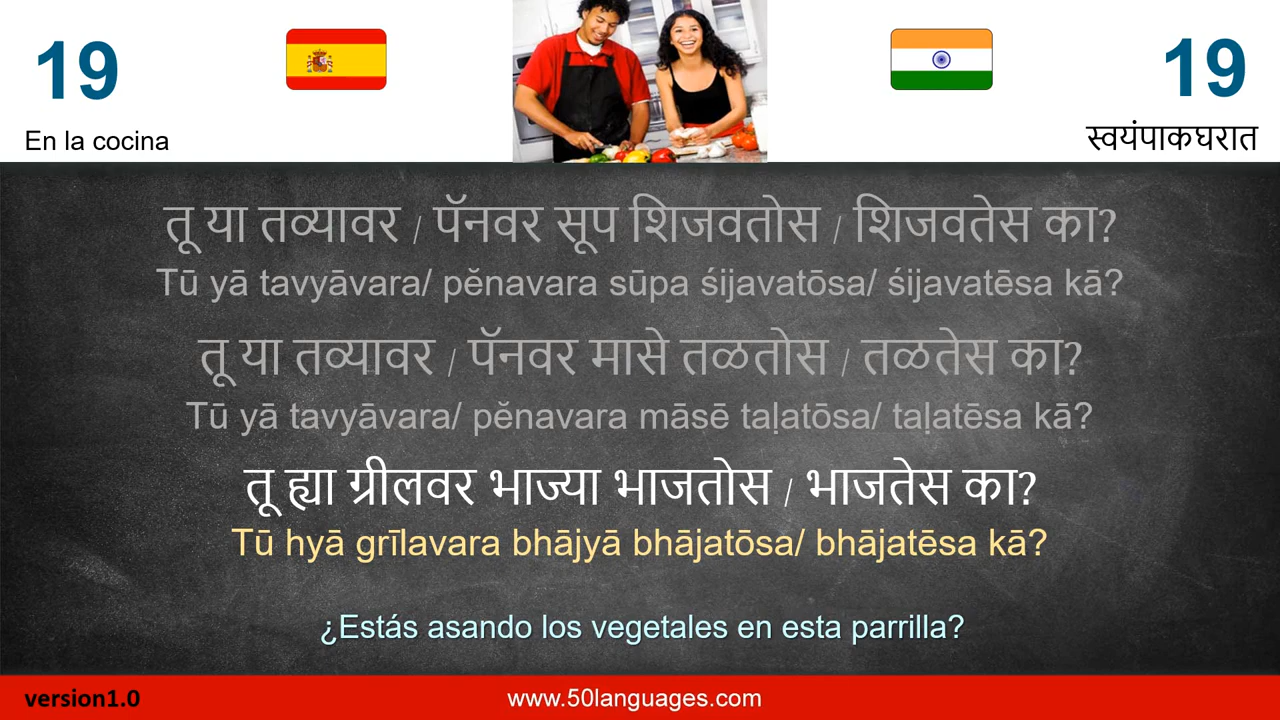 19
19
En la cocina
स्वयंपाकघरात
तू या तव्यावर / पॅनवर सूप शिजवतोस / शिजवतेस का?
Tū yā tavyāvara/ pĕnavara sūpa śijavatōsa/ śijavatēsa kā?
तू या तव्यावर / पॅनवर मासे तळतोस / तळतेस का?
Tū yā tavyāvara/ pĕnavara māsē taḷatōsa/ taḷatēsa kā?
तू ह्या ग्रीलवर भाज्या भाजतोस / भाजतेस का?
Tū hyā grīlavara bhājyā bhājatōsa/ bhājatēsa kā?
¿Estás asando los vegetales en esta parrilla?
version1.0
www.50languages.com